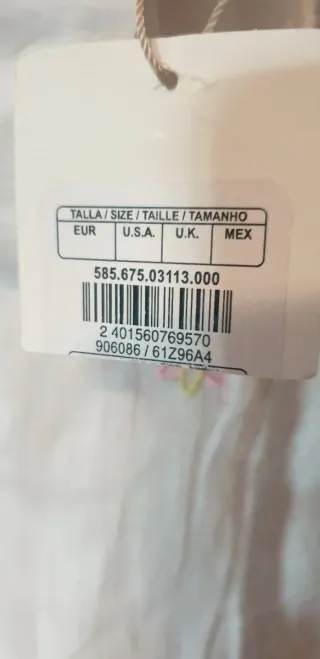 TALLA / SIZE / TAILLE / TAMANHO
EUR U.S.A. U.K. MEX
585.675.03113.000
2 401560769570
906086 / 61Z96A4